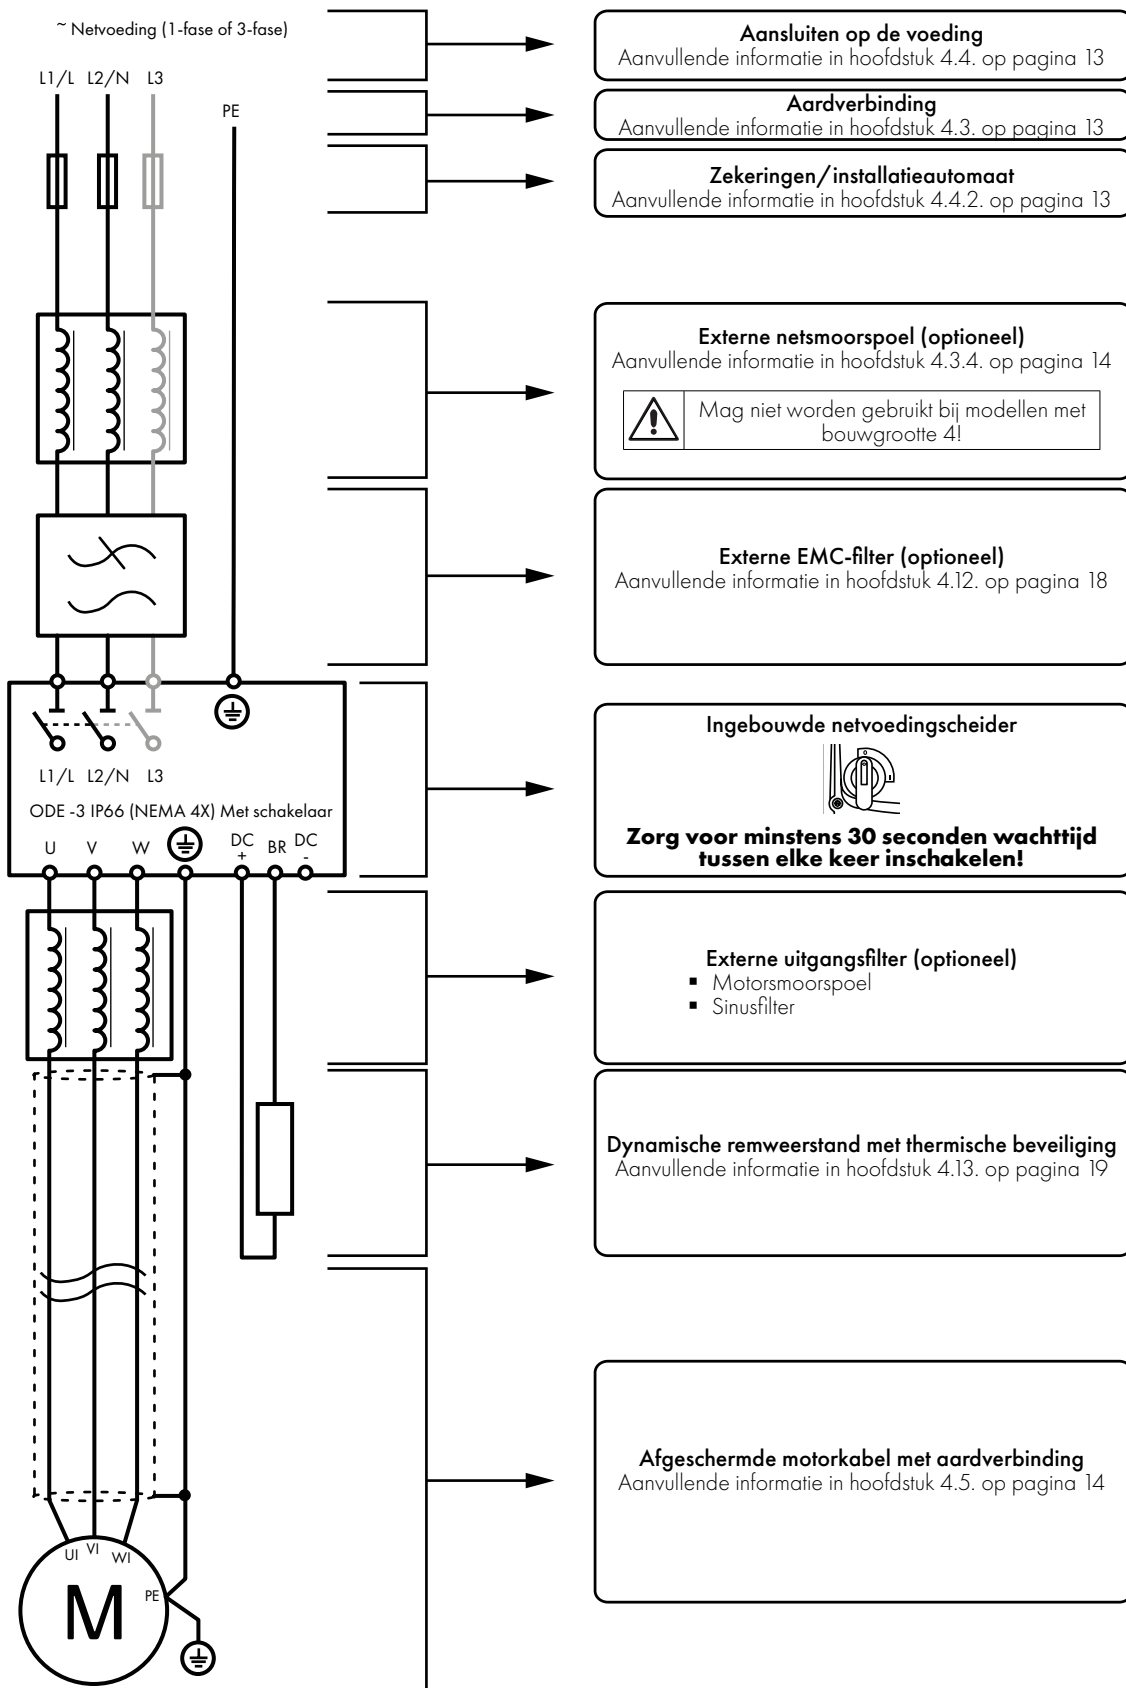 ~ Netvoeding (1-fase of 3-fase)
L1/L L2/N L3
PE
Aansluiten op de voeding
Aanvullende informatie in hoofdstuk 4.4. op pagina 13
Aardverbinding
Aanvullende informatie in hoofdstuk 4.3. op pagina 13
Zekeringen/installatieautomaat
Aanvullende informatie in hoofdstuk 4.4.2. op pagina 13
Externe netsmoorspoel (optioneel)
Aanvullende informatie in hoofdstuk 4.3.4. op pagina 14
Mag niet worden gebruikt bij modellen met
bouwgrootte 4!
Externe EMC-filter (optioneel)
Aanvullende informatie in hoofdstuk 4.12. op pagina 18
L1/L L2/N L3
ODE -3 IP66 (NEMA 4X) Met schakelaar
U V W DC + BR DC -
Ingebouwde netvoedingscheider
Zorg voor minstens 30 seconden wachttijd
tussen elke keer inschakelen!
Externe uitgangsfilter (optioneel)
▪ Motorsmoorspoel
▪ Sinusfilter
Dynamische remweerstand met thermische beveiliging
Aanvullende informatie in hoofdstuk 4.13. op pagina 19
Afgeschermde motorkabel met aardverbinding
Aanvullende informatie in hoofdstuk 4.5. op pagina 14
UI VI WI
PE
M